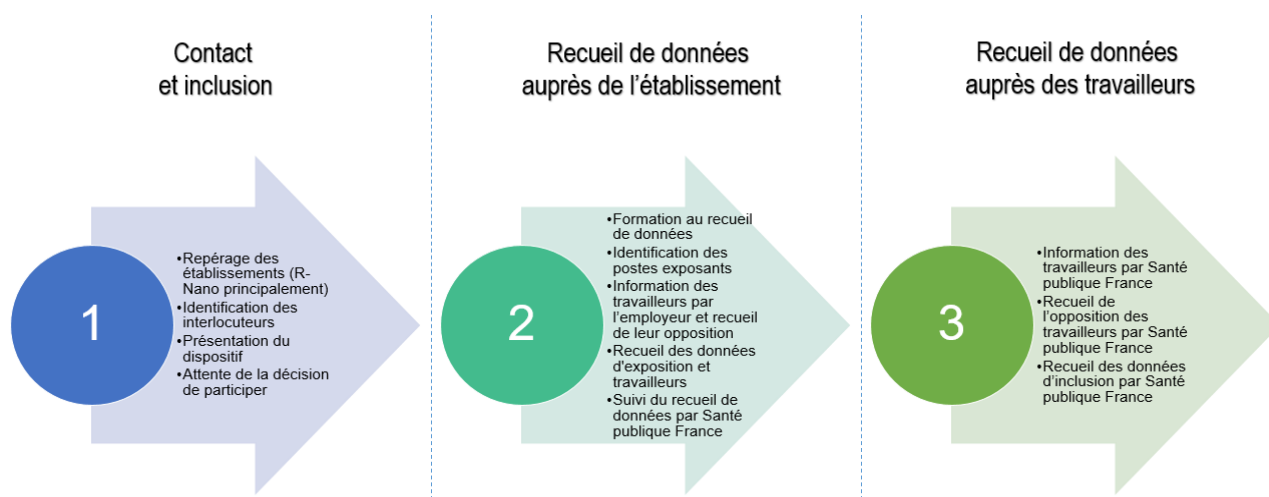 Contact
et inclusion
1
•Repérage des
établissements (R-
Nano principalement)
•Identification des
interlocuteurs
•Présentation du
dispositif
•Attente de la décision
de participer
Recueil de données
auprès de l’établissement
2
•Formation au recueil
de données
•Identification des
postes exposants
•Information des
travailleurs par
l’employeur et recueil
de leur opposition
•Recueil des données
d'exposition et
travailleurs
•Suivi du recueil de
données par Santé
publique France
Recueil de données
auprès des travailleurs
3
•Information des
travailleurs par Santé
publique France
•Recueil de
l’opposition des
travailleurs par Santé
publique France
•Recueil des données
d’inclusion par Santé
publique France